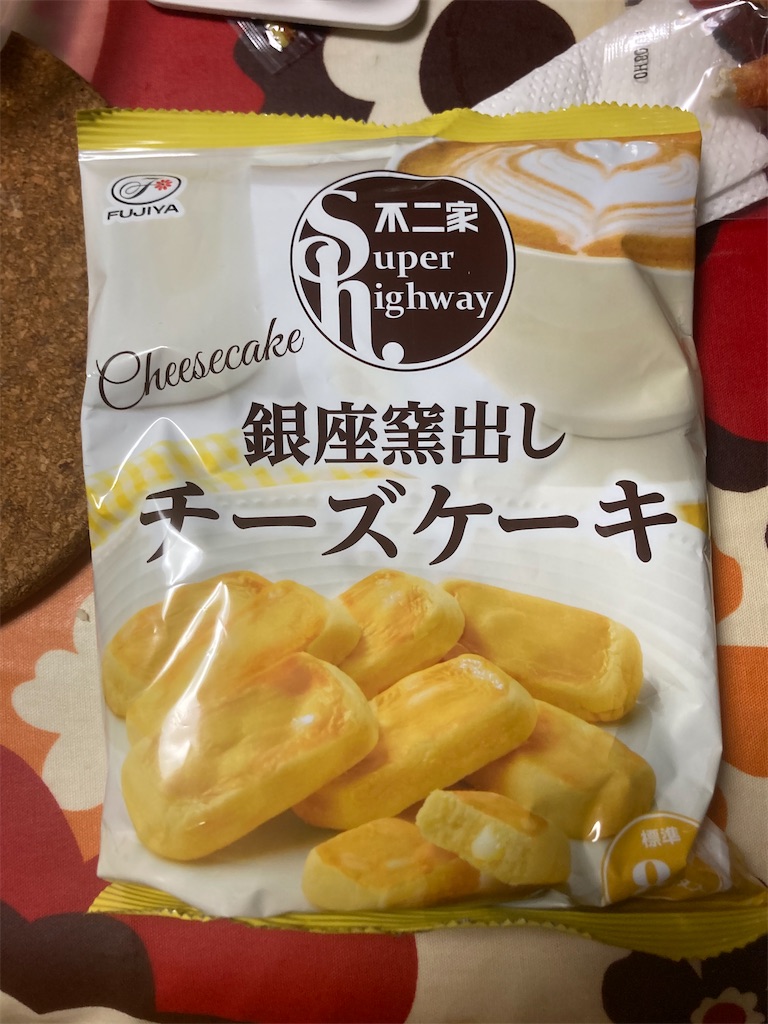 FUJIYA
不二家
Super
Highway
Cheesecake
銀座窯出し
チーズケーキ
標準
9